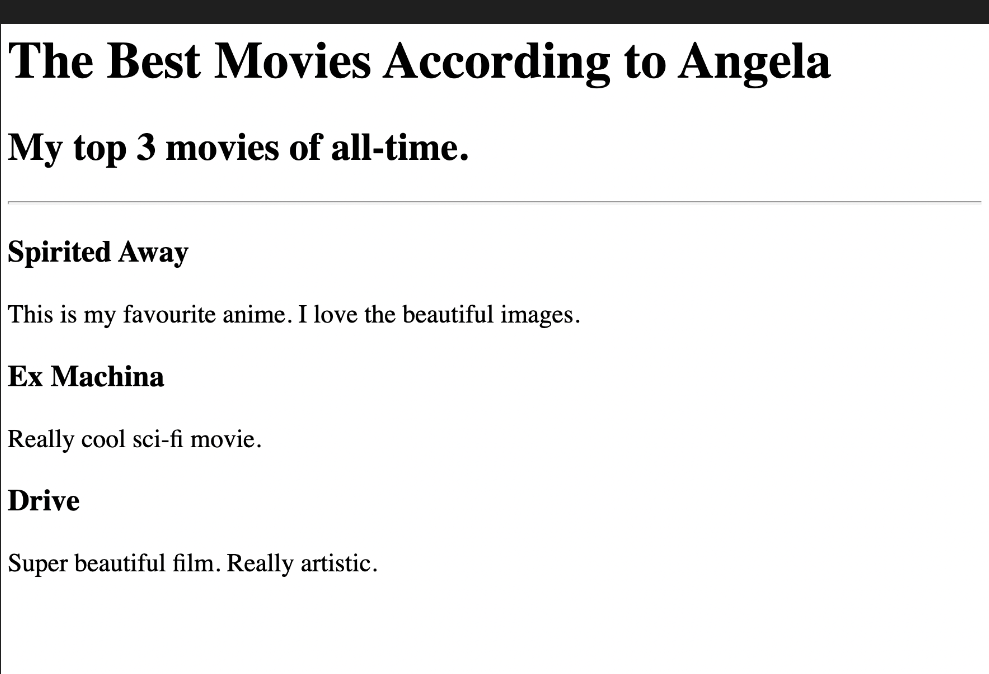 The Best Movies According to Angela
My top 3 movies of all-time.
Spirited Away
This is my favourite anime. I love the beautiful images.
Ex Machina
Really cool sci-fi movie.
Drive
Super beautiful film. Really artistic.